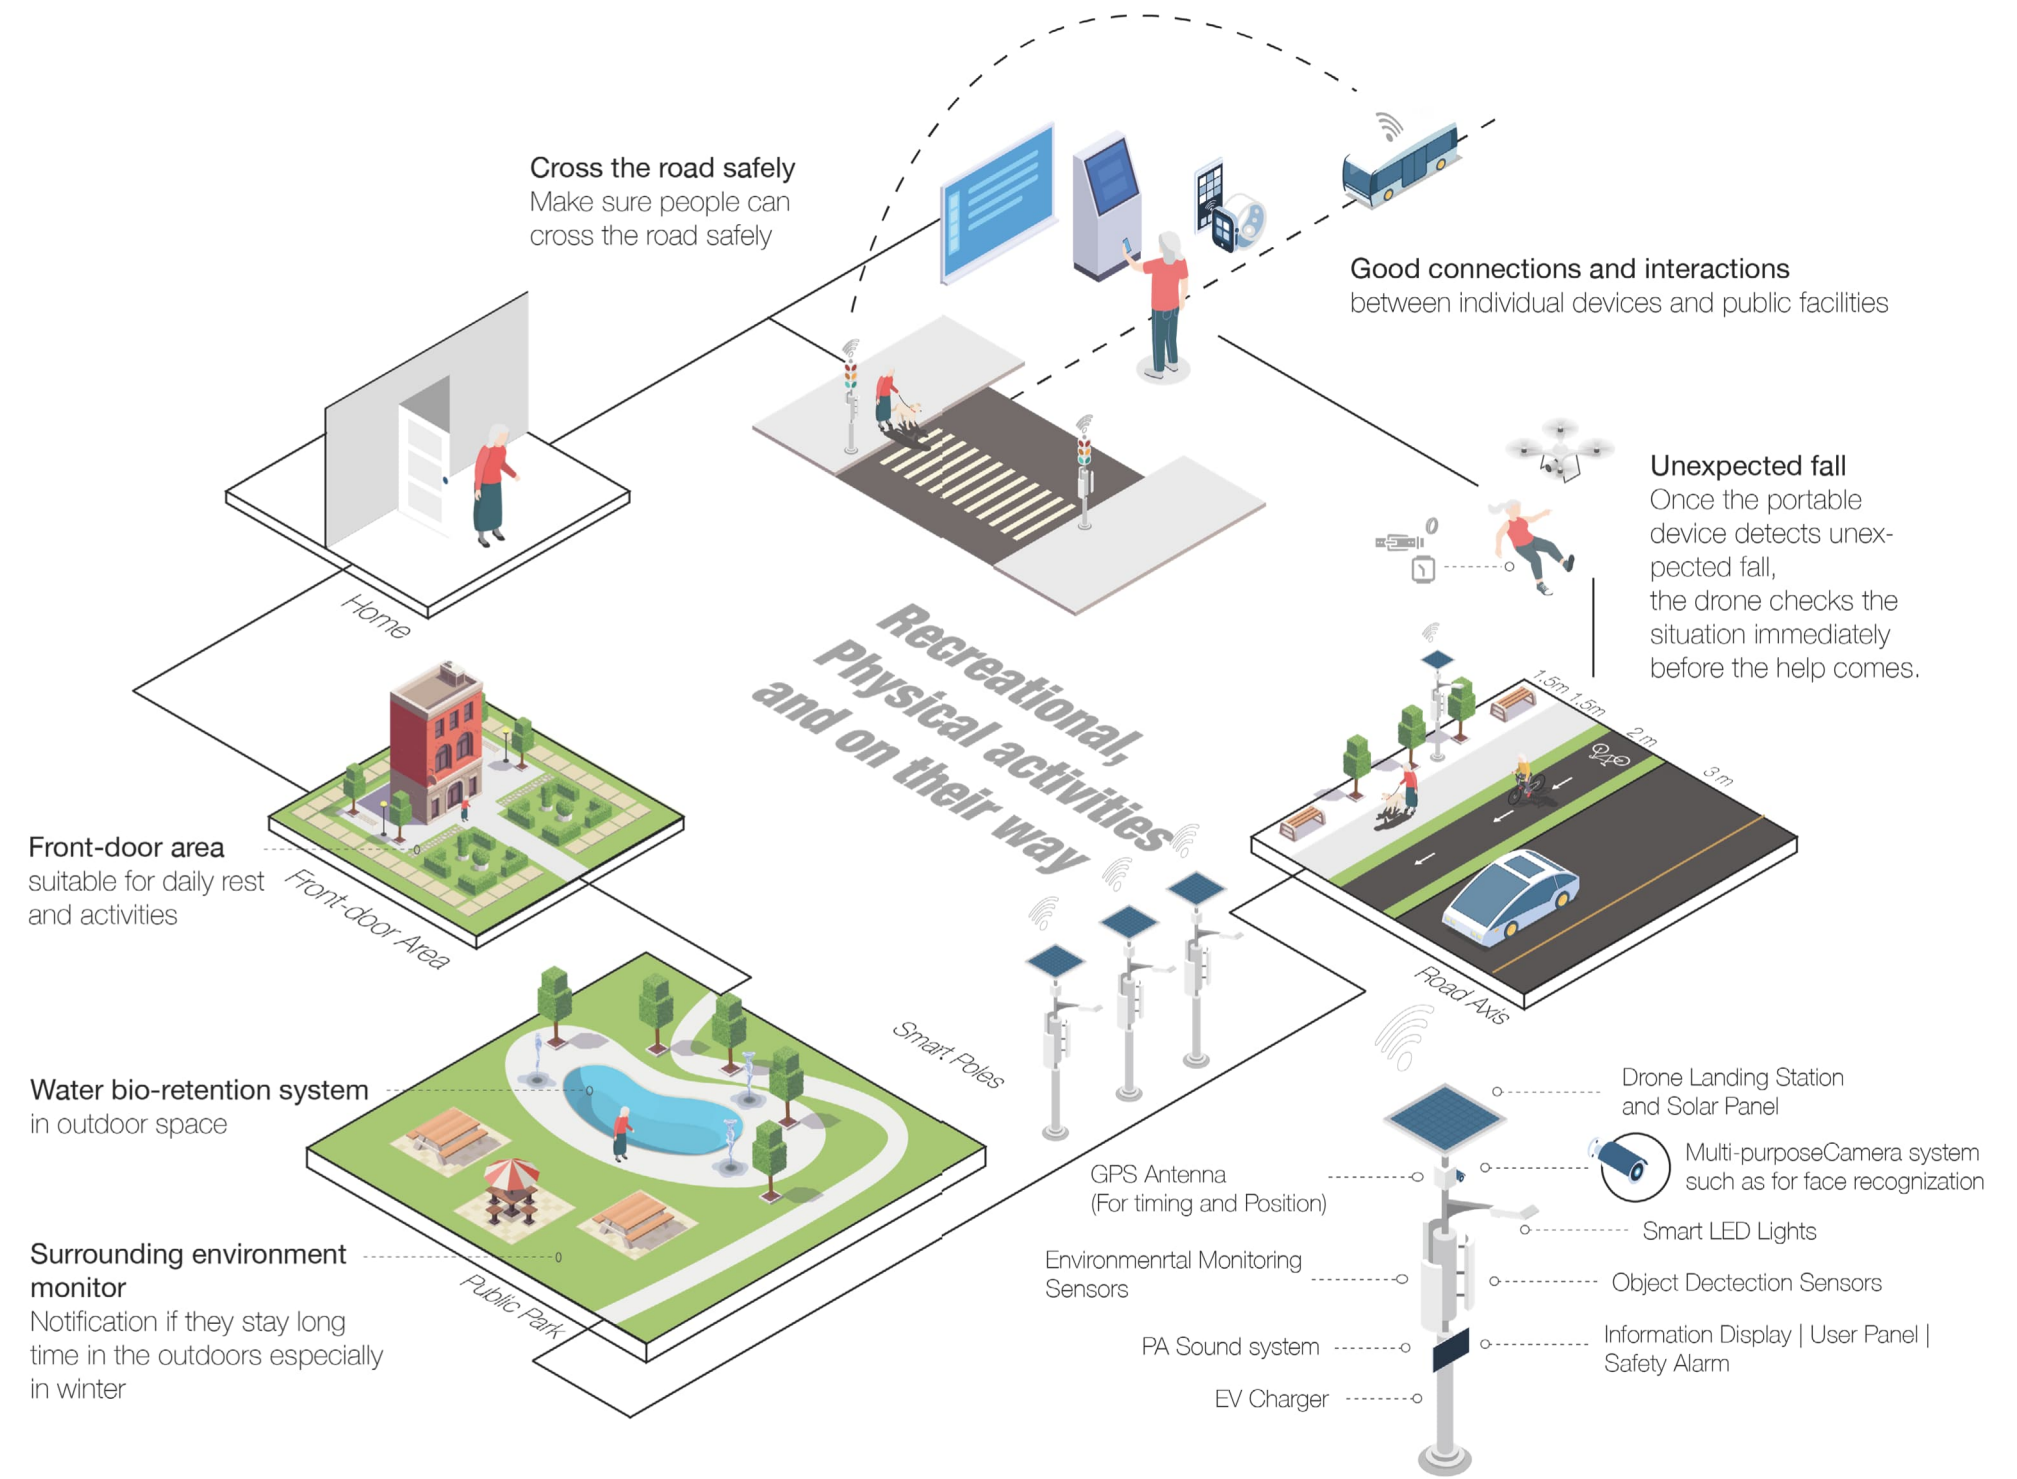 Cross the road safely
Make sure people can
cross the road safely
Good connections and interactions
between individual devices and public facilities
Unexpected fall
Once the portable
device detects unex-
pected fall,
the drone checks the
situation immediately
before the help comes.
Home
Recreational,
Physical activities
and on their way
1.5m 1.5m
2 m
3 m
Front-door area
suitable for daily rest
and activities
Front-door Area
Road Axis
Smart Poles
Water bio-retention system
in outdoor space
Surrounding environment
monitor
Notification if they stay long
time in the outdoors especially
in winter
Public Park
Drone Landing Station
and Solar Panel
Multi-purposeCamera system
such as for face recognization
GPS Antenna
(For timing and Position)
Smart LED Lights
Environmenrtal Monitoring
Sensors
Object Dectection Sensors
PA Sound system
Information Display | User Panel |
Safety Alarm
EV Charger